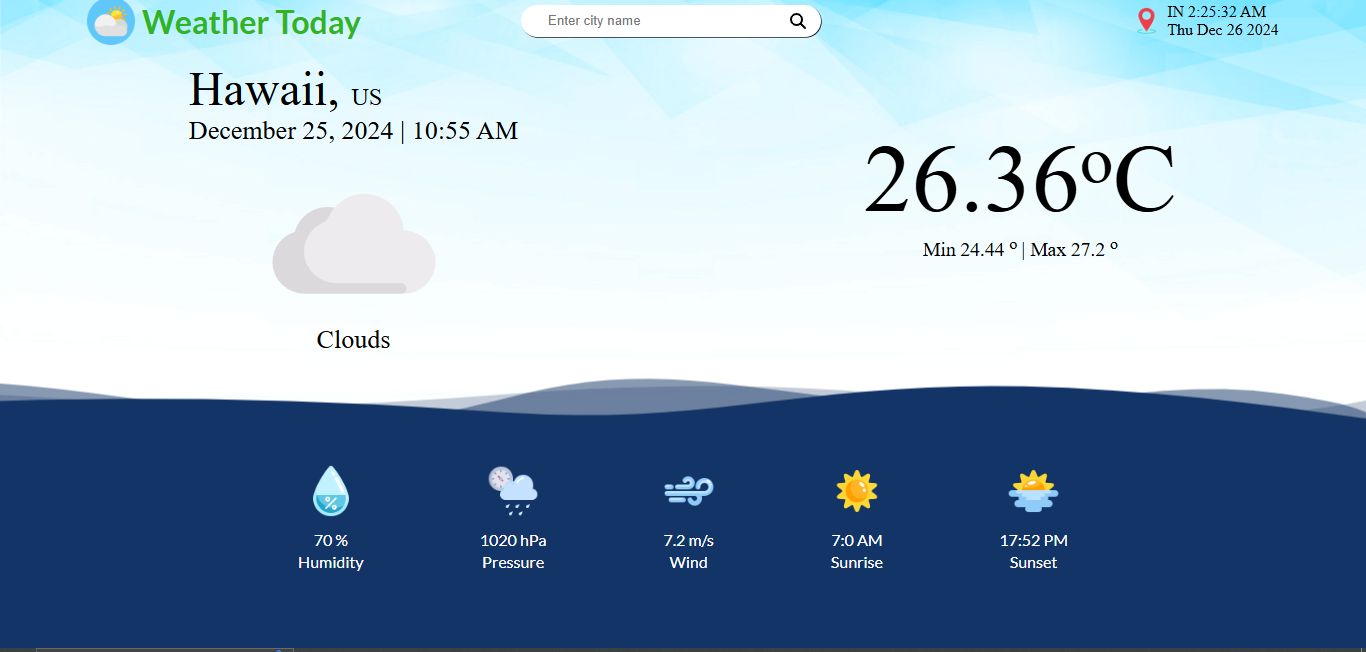 Weather Today
Enter city name
IN 2:25:32 AM
Thu Dec 26 2024
Hawaii, US
December 25, 2024 | 10:55 AM
26.36ºC
Min 24.44 º | Max 27.2 º
Clouds
70 %
Humidity
1020 hPa
Pressure
7.2 m/s
Wind
7:0 AM
Sunrise
17:52 PM
Sunset